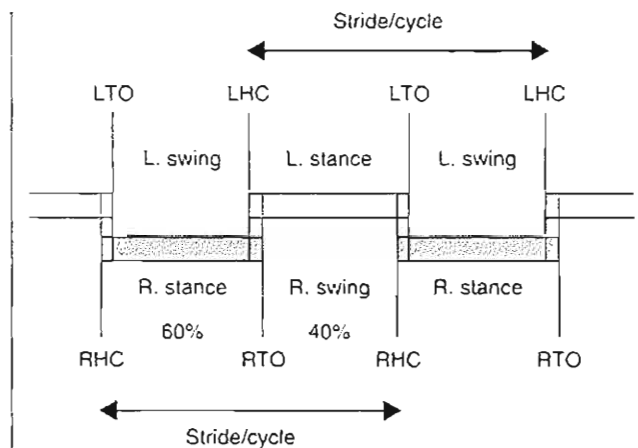 Stride/cycle
LTO LHC LTO LHC
L. swing L. stance L. swing
R. stance R. swing R. stance
60% 40%
RHC RTO RHC RTO
Stride/cycle